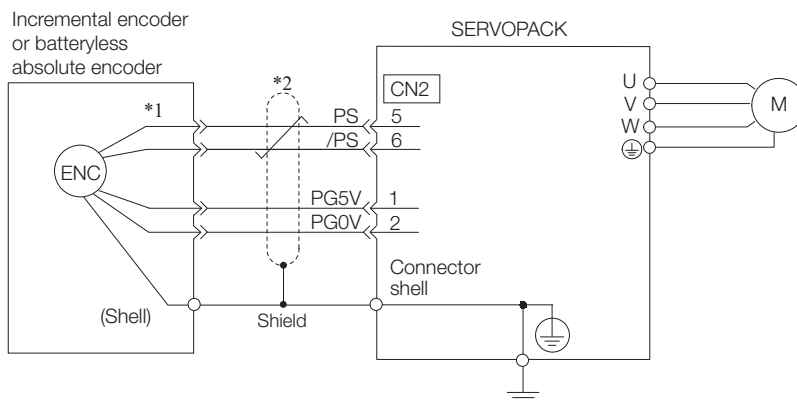 Incremental encoder
or batteryless
absolute encoder
SERVOPACK
*1
*2
CN2
ENC
PS 5
/PS 6
PG5V 1
PG0V 2
U
V
W
M
Connector
shell
(Shell)
Shield